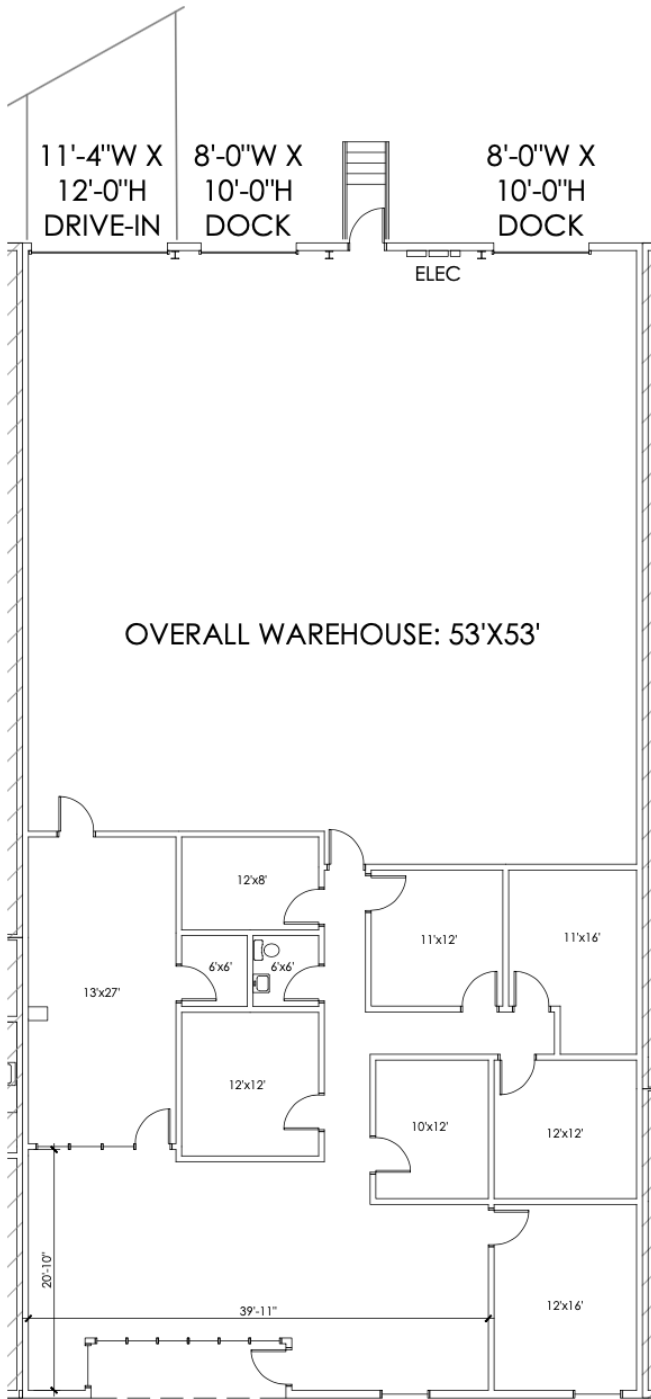 11'-4"W X
12'-0"H
DRIVE-IN
8'-0"W X
10'-0"H
DOCK
8'-0"W X
10'-0"H
DOCK
ELEC
OVERALL WAREHOUSE: 53'X53'
12'x8'
11'x12'
11'x16'
6'x6'
6'x6'
13'x27'
12'x12'
10'x12'
12'x12'
20'-10"
39'-11"
12'x16'